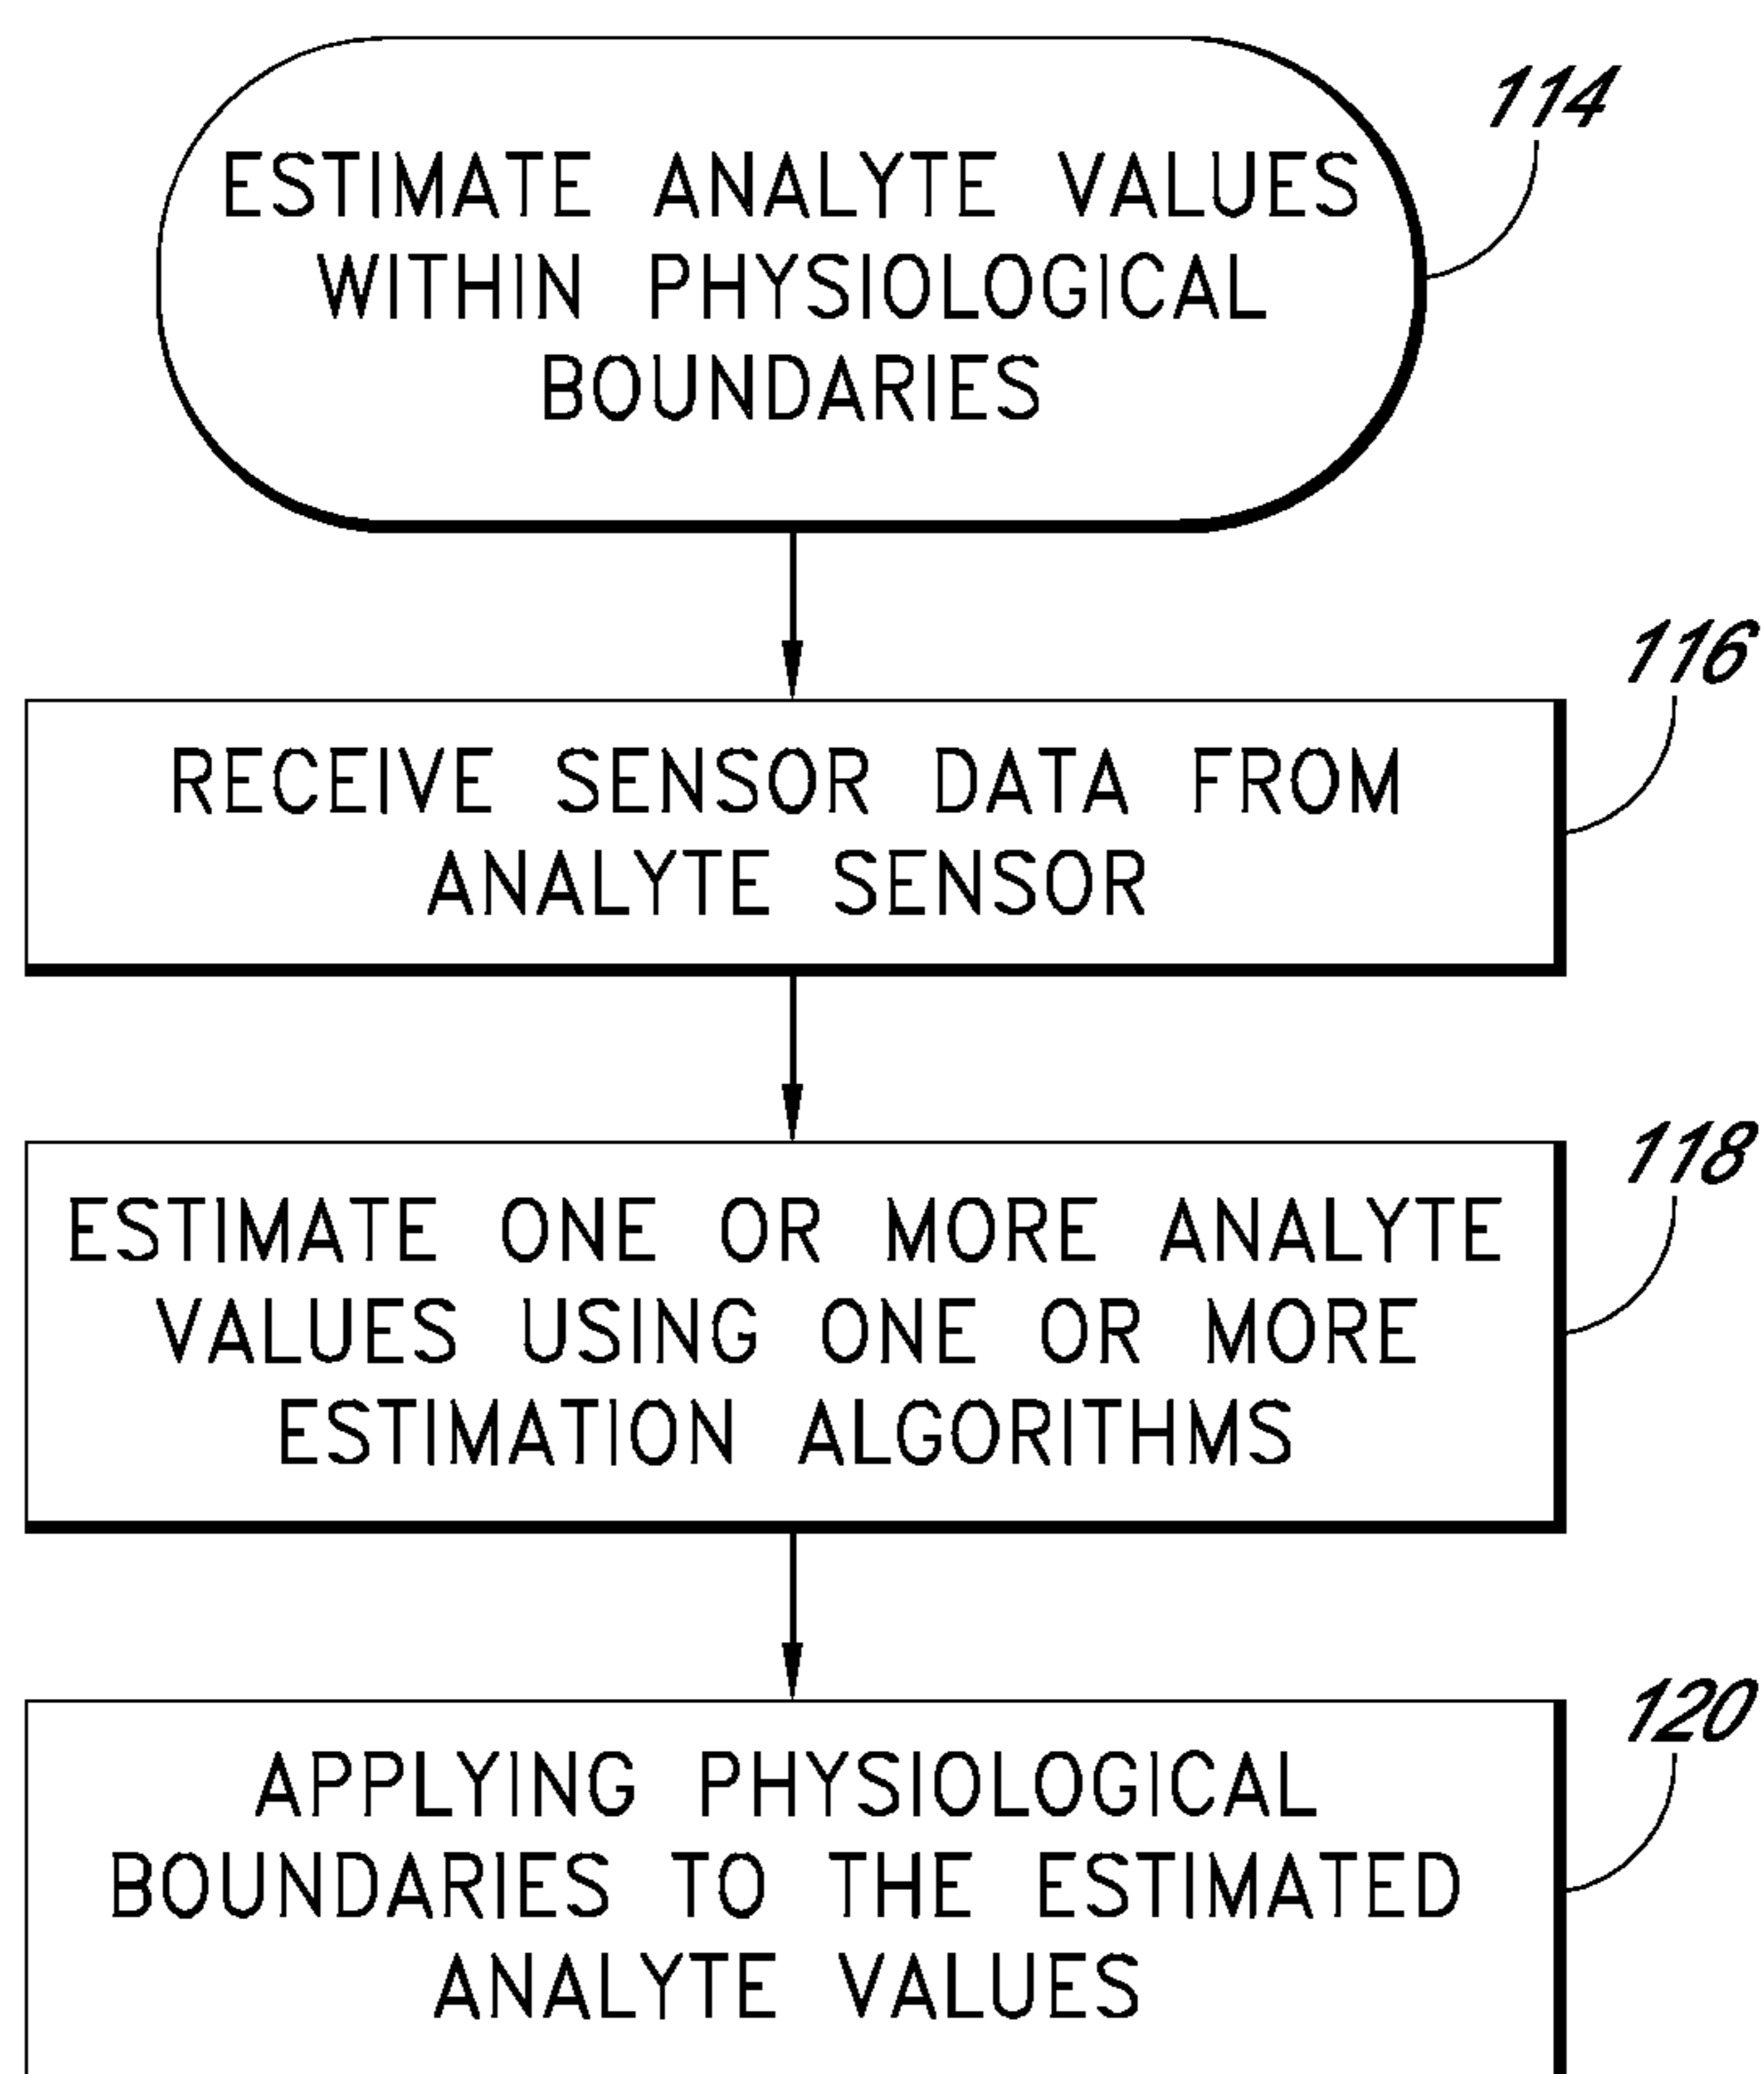 114
ESTIMATE ANALYTE VALUES
WITHIN PHYSIOLOGICAL
BOUNDARIES
116
RECEIVE SENSOR DATA FROM
ANALYTE SENSOR
118
ESTIMATE ONE OR MORE ANALYTE
VALUES USING ONE OR MORE
ESTIMATION ALGORITHMS
120
APPLYING PHYSIOLOGICAL
BOUNDARIES TO THE ESTIMATED
ANALYTE VALUES